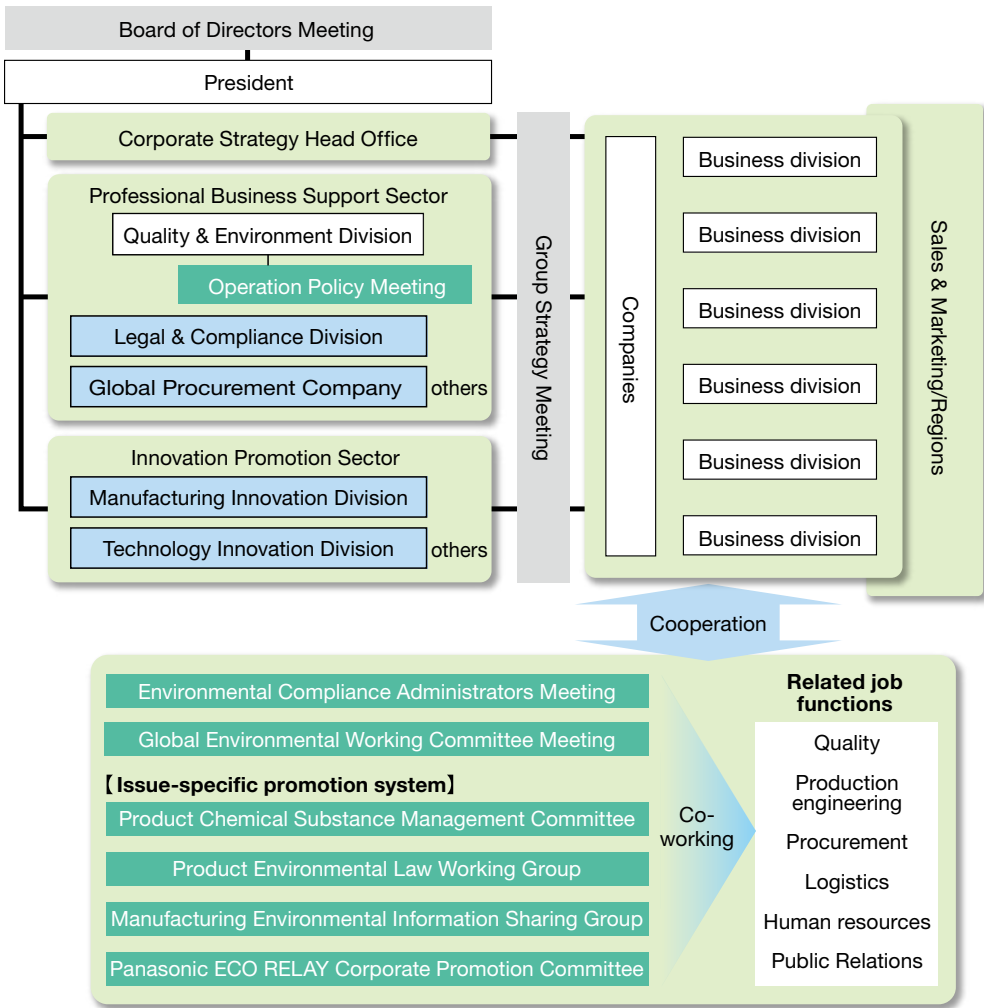 Board of Directors Meeting
President
Corporate Strategy Head Office
Professional Business Support Sector
Quality & Environment Division
Operation Policy Meeting
Legal & Compliance Division
Global Procurement Company
others
Innovation Promotion Sector
Manufacturing Innovation Division
Technology Innovation Division
others
Group Strategy Meeting
Companies
Business division
Business division
Business division
Business division
Business division
Business division
Sales & Marketing/Regions
Cooperation
Environmental Compliance Administrators Meeting
Global Environmental Working Committee Meeting
【Issue-specific promotion system】
Product Chemical Substance Management Committee
Product Environmental Law Working Group
Manufacturing Environmental Information Sharing Group
Panasonic ECO RELAY Corporate Promotion Committee
Co-
working
Related job
functions
Quality
Production
engineering
Procurement
Logistics
Human resources
Public Relations